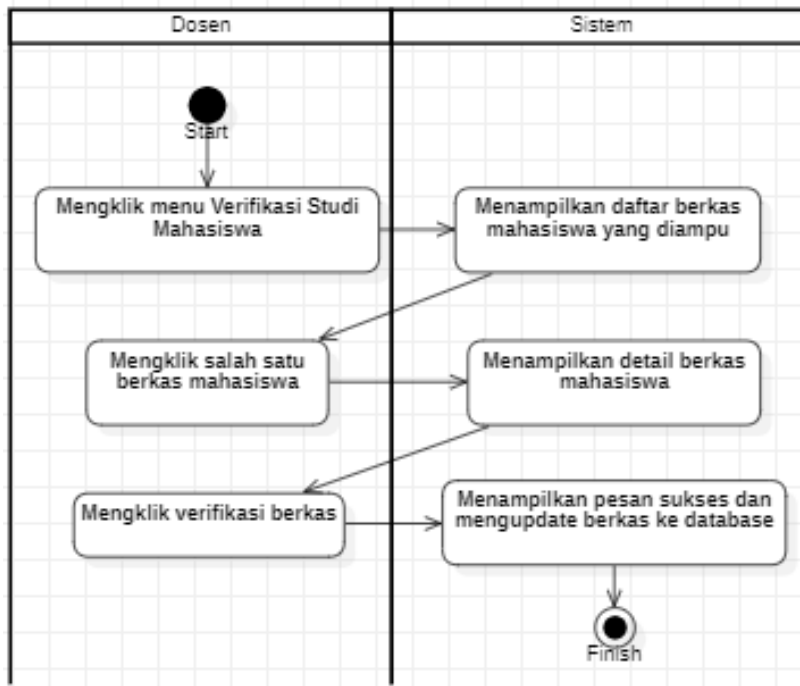 Dosen
Sistem
Start
Mengklik menu Verifikasi Studi
Mahasiswa
Menampilkan daftar berkas
mahasiswa yang diampu
Mengklik salah satu
berkas mahasiswa
Menampilkan detail berkas
mahasiswa
Mengklik verifikasi berkas
Menampilkan pesan sukses dan
mengupdate berkas ke database
Finish